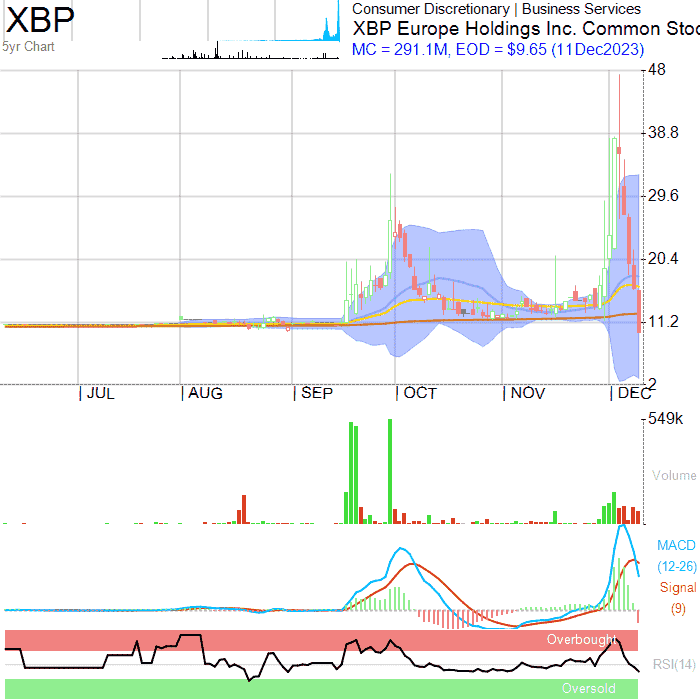 XBP
5yr Chart
Consumer Discretionary | Business Services
XBP Europe Holdings Inc. Common Stoc
MC = 291.1M, EOD = $9.65 (11Dec2023)
48
38.8
29.6
20.4
11.2
2
| JUL | AUG | SEP | OCT | NOV | DEC
549k
Volume
MACD
(12-26)
Signal
(9)
Overbought
RSI(14)
Oversold